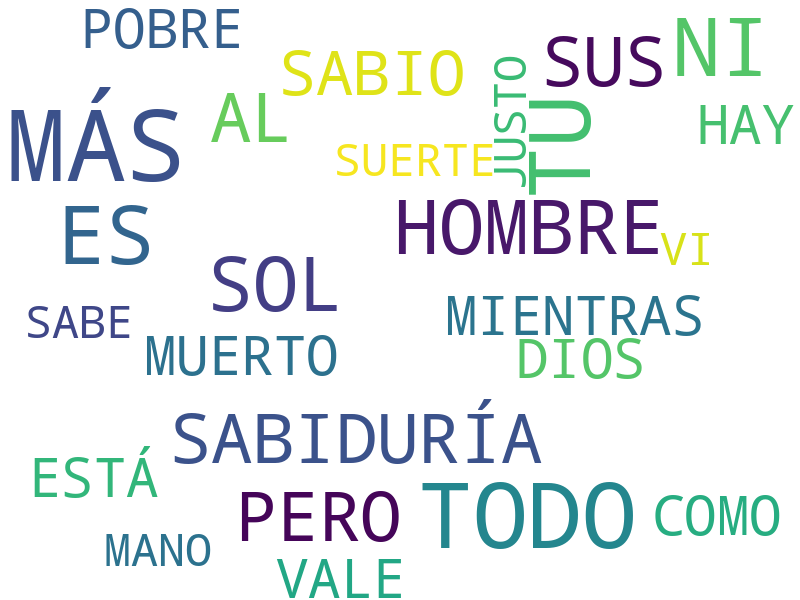 POBRE
SABIO
SUS
NI
MÁS
AL
JUSTO
TU
HAY
SUERTE
ES
HOMBRE
VI
SOL
SABE
MIENTRAS
MUERTO
DIOS
SABIDURÍA
ESTÁ
PERO
TODO
COMO
MANO
VALE